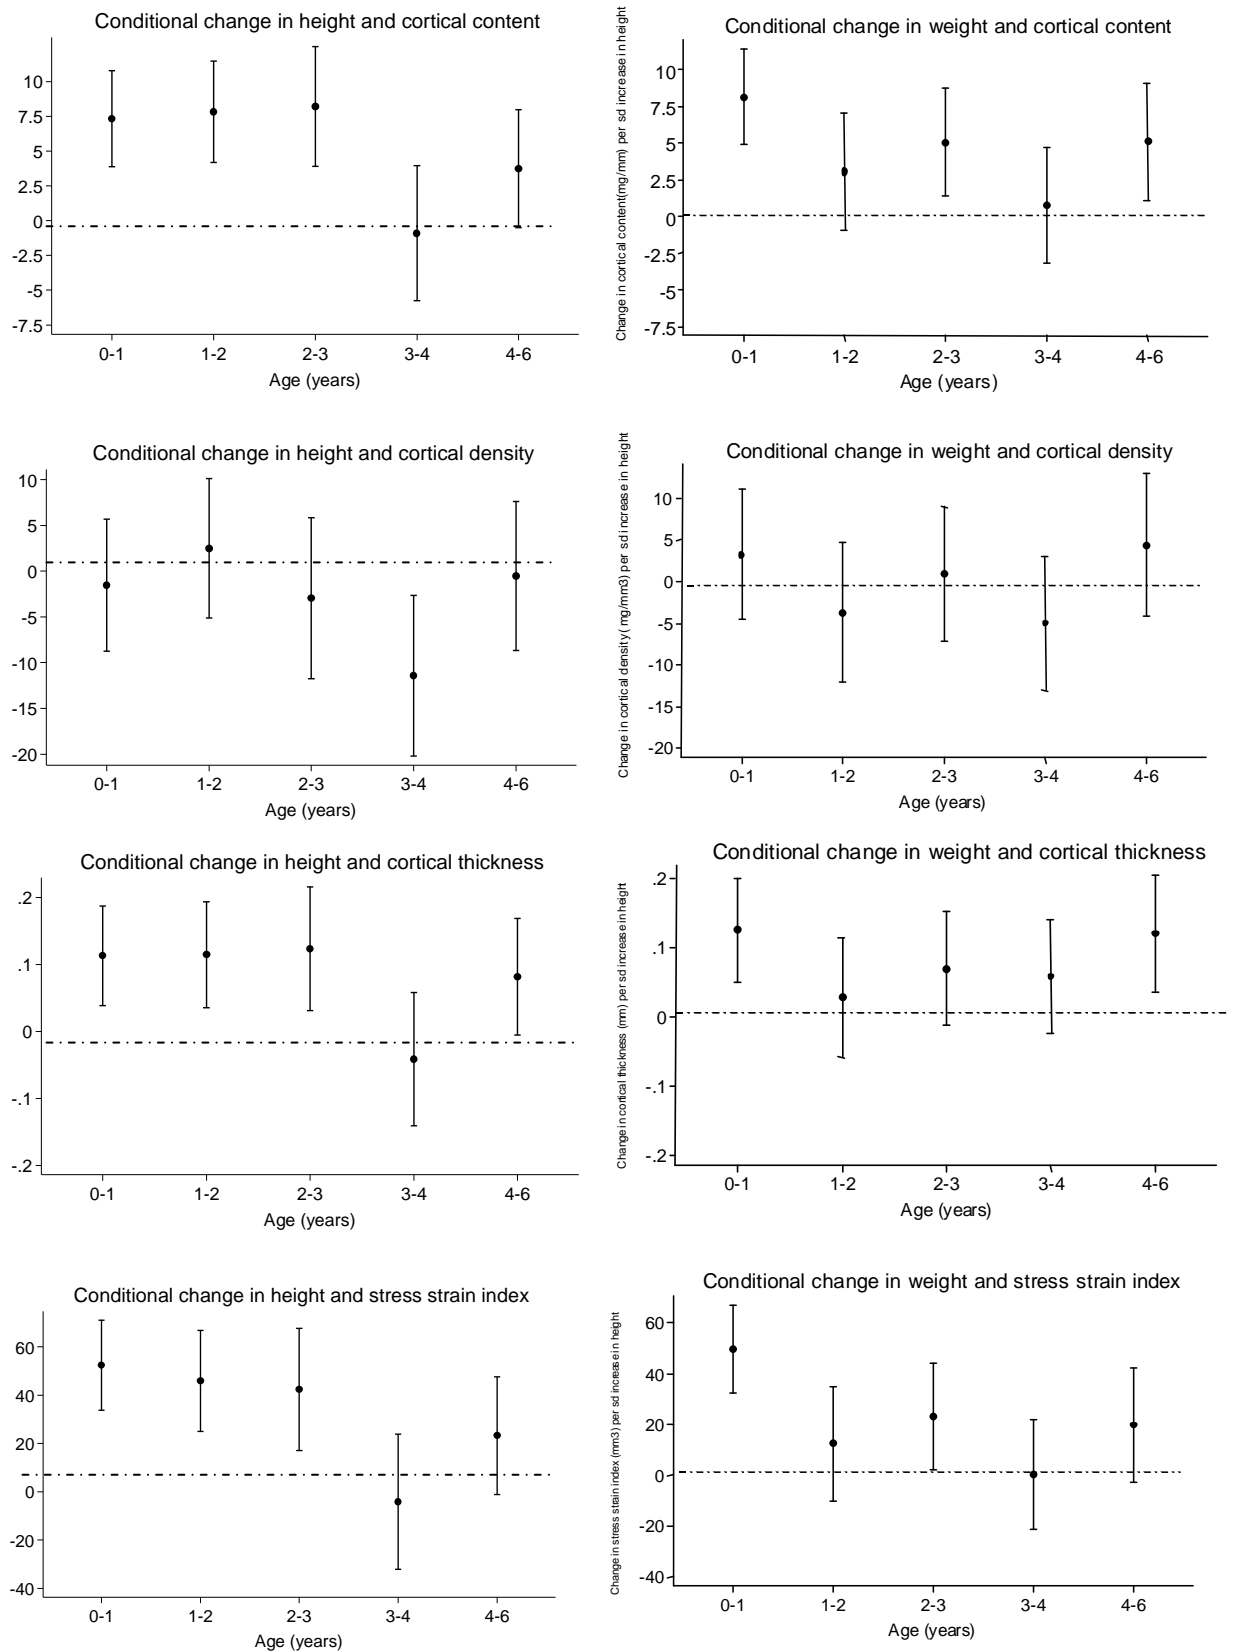 Conditional change in height and cortical content
10
7.5
5
2.5
0
-2.5
-5
-7.5
0-1 1-2 2-3 3-4 4-6
Age (years)
Conditional change in weight and cortical content
Change in cortical content(mg/mm) per sd increase in height
10
7.5
5
2.5
0
-2.5
-5
-7.5
0-1 1-2 2-3 3-4 4-6
Age (years)
Conditional change in height and cortical density
10
5
0
-5
-10
-15
-20
0-1 1-2 2-3 3-4 4-6
Age (years)
Conditional change in weight and cortical density
Change in cortical density( mg/mm3) per sd increase in height
10
5
0
-5
-10
-15
-20
0-1 1-2 2-3 3-4 4-6
Age (years)
Conditional change in height and cortical thickness
.2
.1
0
-.1
-.2
0-1 1-2 2-3 3-4 4-6
Age (years)
Conditional change in weight and cortical thickness
Change in cortical thickness (mm) per sd increase in height
.2
.1
0
-.1
-.2
0-1 1-2 2-3 3-4 4-6
Age (years)
Conditional change in height and stress strain index
60
40
20
0
-20
-40
0-1 1-2 2-3 3-4 4-6
Age (years)
Conditional change in weight and stress strain index
Change in stress strain index (mm3) per sd increase in height
60
40
20
0
-20
-40
0-1 1-2 2-3 3-4 4-6
Age (years)